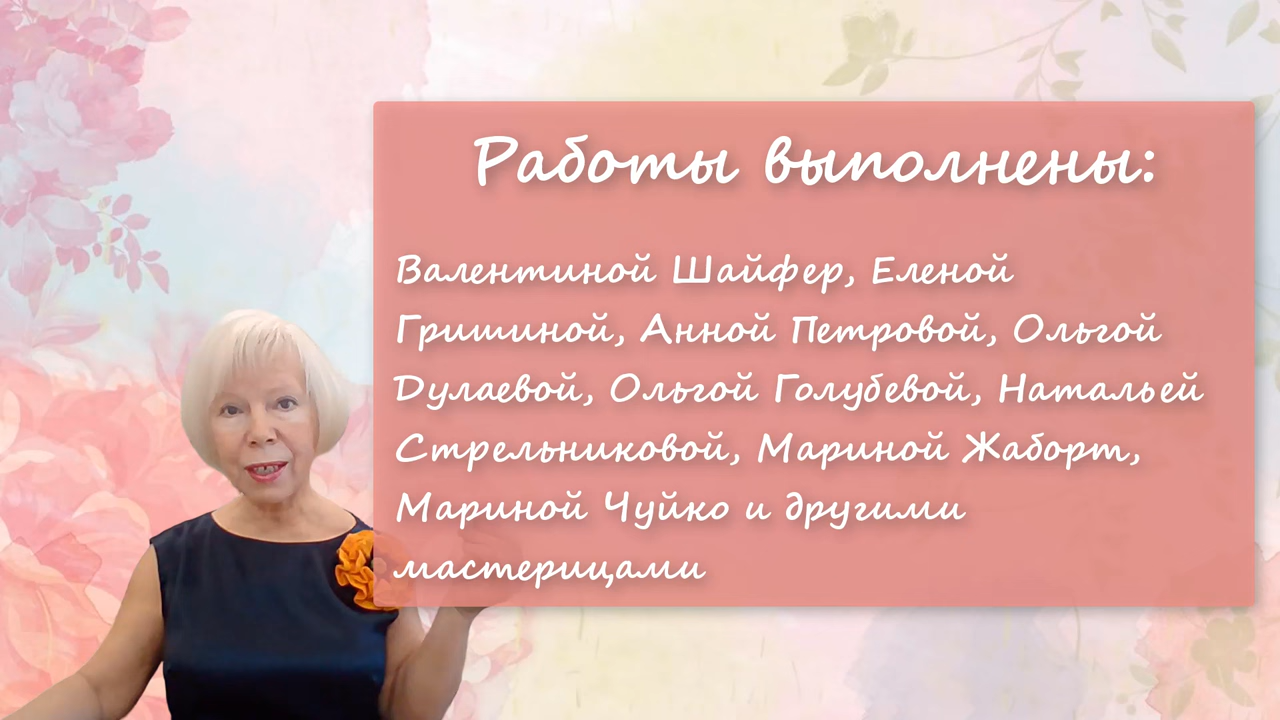 Работы выполнены:
Валентиной Шайфер, Еленой
Гришиной, Анной Петровой, Ольгой
Дулаевой, Ольгой Голубевой, Натальей
Стрельниковой, Мариной Жаборт,
Мариной Чуйко и другими
мастерицами